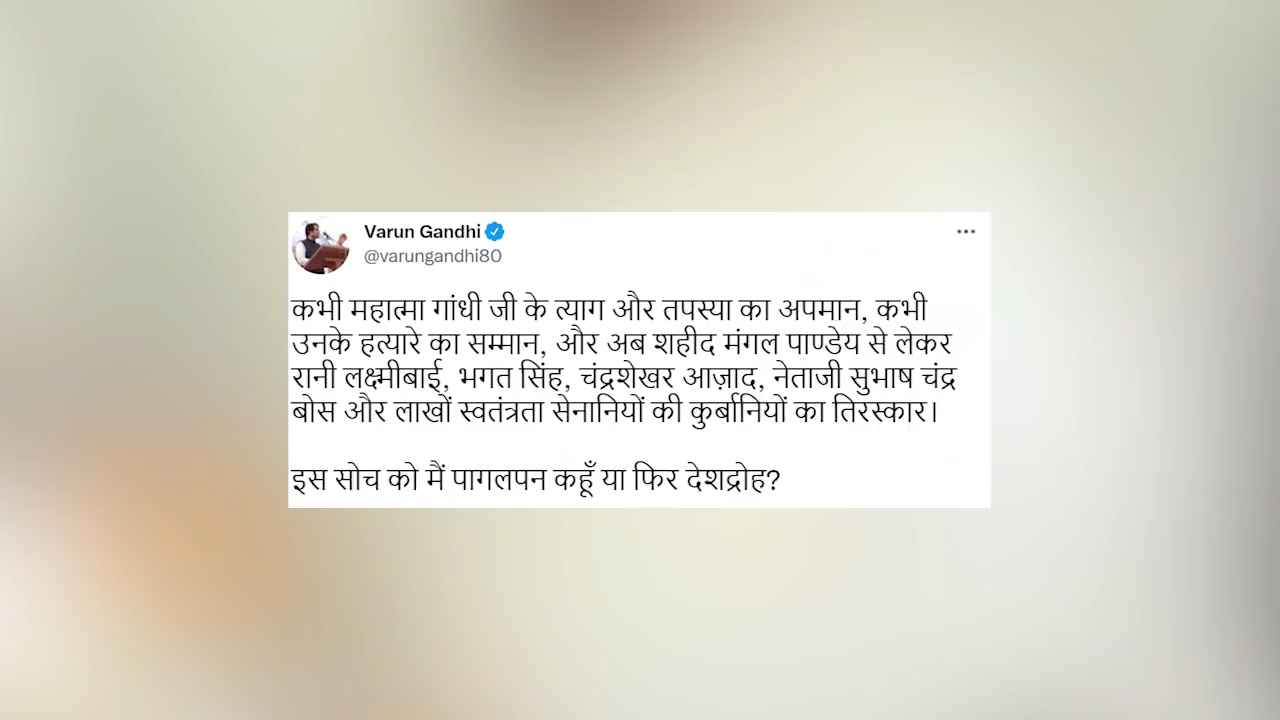 Varun Gandhi
@varungandhi80
कभी महात्मा गांधी जी के त्याग और तपस्या का अपमान, कभी
उनके हत्यारे का सम्मान, और अब शहीद मंगल पाण्डेय से लेकर
रानी लक्ष्मीबाई, भगत सिंह, चंद्रशेखर आज़ाद, नेताजी सुभाष चंद्र
बोस और लाखों स्वतंत्रता सेनानियों की कुर्बानियों का तिरस्कार।
इस सोच को मैं पागलपन कहूँ या फिर देशद्रोह?